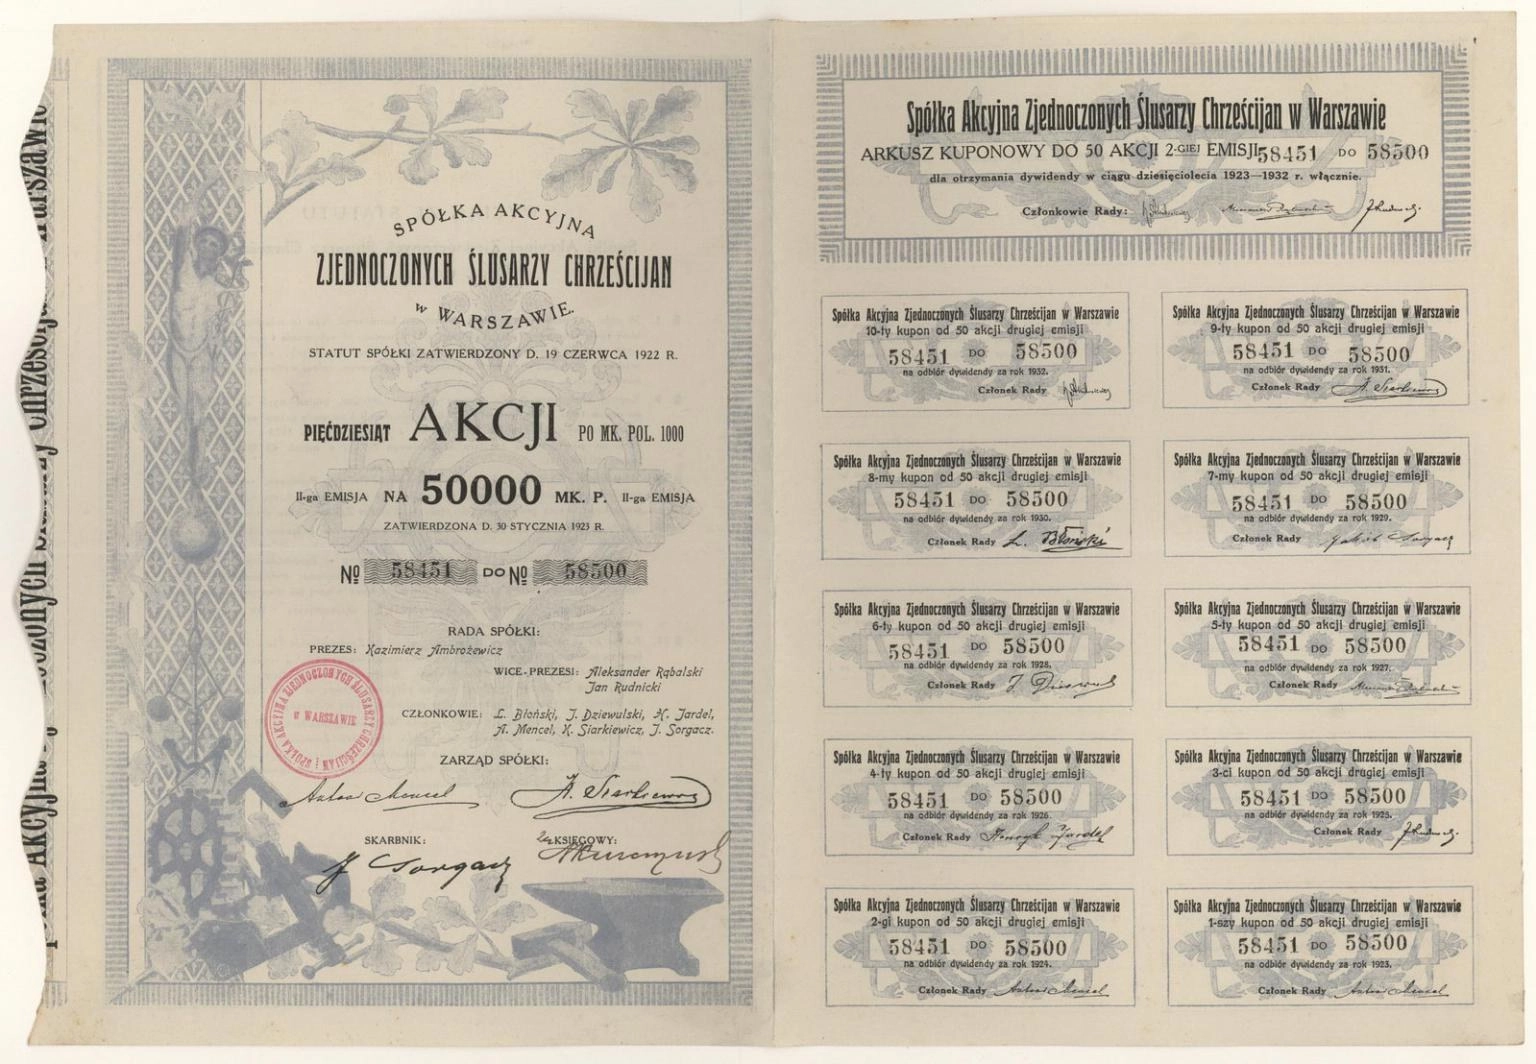 SPÓŁKA AKCYJNA
ZJEDNOCZONYCH ŚLUSARZY CHRZEŚCIJAN
w WARSZAWIE.
STATUT SPÓŁKI ZATWIERDZONY D. 19 CZERWCA 1922 R.
PIĘĆDZIESIĄT AKCJI PO MK. POL. 1000
II-ga EMISJA NA 50000 MK. P. II-ga EMISJA
ZATWIERDZONA D. 30 STYCZNIA 1923 R.
No 58451 DO No 58500
RADA SPÓŁKI:
PREZES: Kazimierz Ambrożewicz
WICE-PREZESI: Aleksander Rąbalski
Jan Rudnicki
CZŁONKOWIE: L. Błoński, J. Dziewulski, H. Jardel,
A. Mencel, K. Siarkiewicz, J. Sorgacz.
SPÓŁKA AKCYJNA ZJEDNOCZONYCH ŚLUSARZY CHRZEŚCIJAN
w WARSZAWIE
ZARZĄD SPÓŁKI:
Antoni Mencel
SKARBNIK: KSIĘGOWY:
J Sorgacz
Spółka Akcyjna Zjednoczonych Ślusarzy Chrześcijan w Warszawie
ARKUSZ KUPONOWY DO 50 AKCJI 2-GIEJ EMISJI 58451 DO 58500
dla otrzymania dywidendy w ciągu dziesięciolecia 1923—1932 r. włącznie.
Członkowie Rady:
Spółka Akcyjna Zjednoczonych Ślusarzy Chrześcijan w Warszawie
10-ty kupon od 50 akcji drugiej emisji
58451 DO 58500
na odbiór dywidendy za rok 1932.
Członek Rady
Spółka Akcyjna Zjednoczonych Ślusarzy Chrześcijan w Warszawie
9-ty kupon od 50 akcji drugiej emisji
58451 DO 58500
na odbiór dywidendy za rok 1931.
Członek Rady
Spółka Akcyjna Zjednoczonych Ślusarzy Chrześcijan w Warszawie
8-my kupon od 50 akcji drugiej emisji
58451 DO 58500
na odbiór dywidendy za rok 1930.
Członek Rady L. Błoński
Spółka Akcyjna Zjednoczonych Ślusarzy Chrześcijan w Warszawie
7-my kupon od 50 akcji drugiej emisji
58451 DO 58500
na odbiór dywidendy za rok 1929.
Członek Rady Jakób Sorgacz
Spółka Akcyjna Zjednoczonych Ślusarzy Chrześcijan w Warszawie
6-ty kupon od 50 akcji drugiej emisji
58451 DO 58500
na odbiór dywidendy za rok 1928.
Członek Rady
Spółka Akcyjna Zjednoczonych Ślusarzy Chrześcijan w Warszawie
5-ty kupon od 50 akcji drugiej emisji
58451 DO 58500
na odbiór dywidendy za rok 1927.
Członek Rady
Spółka Akcyjna Zjednoczonych Ślusarzy Chrześcijan w Warszawie
4-ty kupon od 50 akcji drugiej emisji
58451 DO 58500
na odbiór dywidendy za rok 1926.
Członek Rady Henryk Jardel
Spółka Akcyjna Zjednoczonych Ślusarzy Chrześcijan w Warszawie
3-ci kupon od 50 akcji drugiej emisji
58451 DO 58500
na odbiór dywidendy za rok 1925.
Członek Rady
Spółka Akcyjna Zjednoczonych Ślusarzy Chrześcijan w Warszawie
2-gi kupon od 50 akcji drugiej emisji
58451 DO 58500
na odbiór dywidendy za rok 1924.
Członek Rady Antoni Mencel
Spółka Akcyjna Zjednoczonych Ślusarzy Chrześcijan w Warszawie
1-szy kupon od 50 akcji drugiej emisji
58451 DO 58500
na odbiór dywidendy za rok 1923.
Członek Rady Antoni Mencel